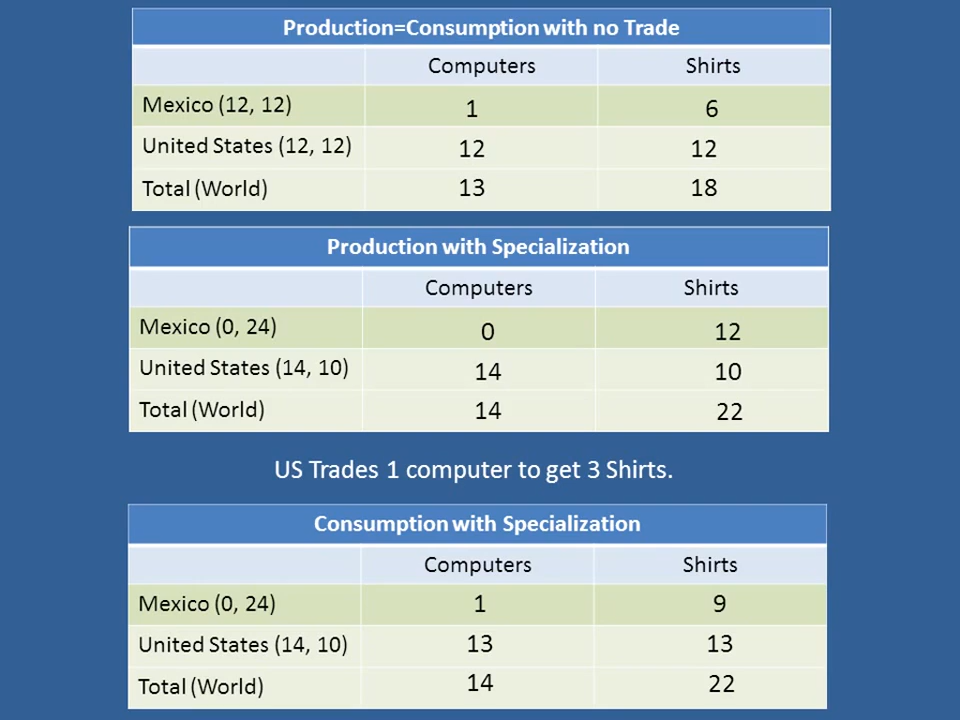 Production=Consumption with no Trade
Computers Shirts
Mexico (12, 12) 1 6
United States (12, 12) 12 12
Total (World) 13 18
Production with Specialization
Computers Shirts
Mexico (0, 24) 0 12
United States (14, 10) 14 10
Total (World) 14 22
US Trades 1 computer to get 3 Shirts.
Consumption with Specialization
Computers Shirts
Mexico (0, 24) 1 9
United States (14, 10) 13 13
Total (World) 14 22